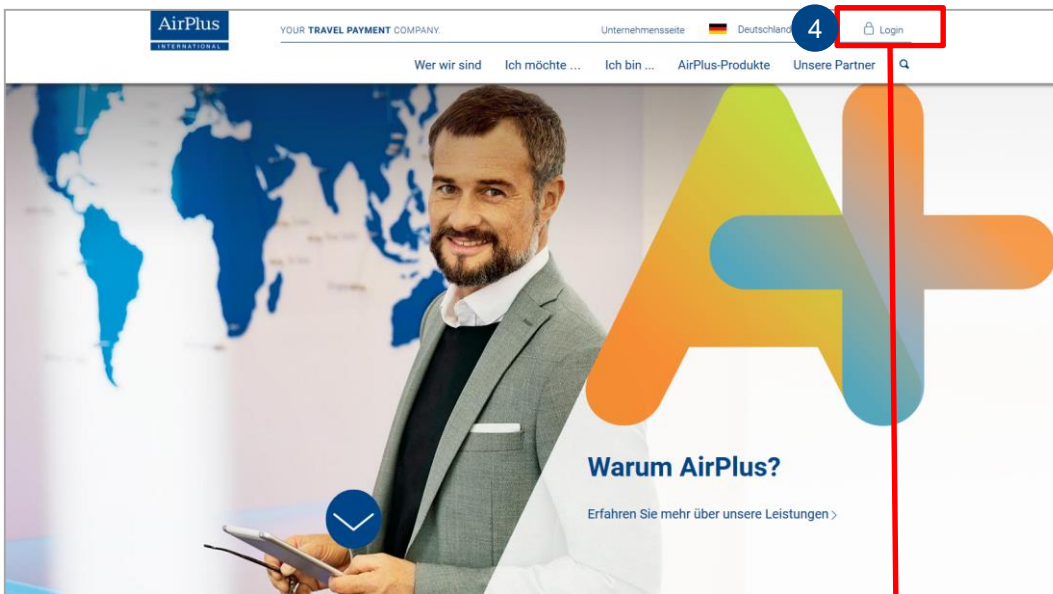 AirPlus
INTERNATIONAL
YOUR TRAVEL PAYMENT COMPANY.
Unternehmensseite
Deutschland
4
Login
Wer wir sind
Ich möchte ...
Ich bin ...
AirPlus-Produkte
Unsere Partner
A+
Warum AirPlus?
Erfahren Sie mehr über unsere Leistungen >